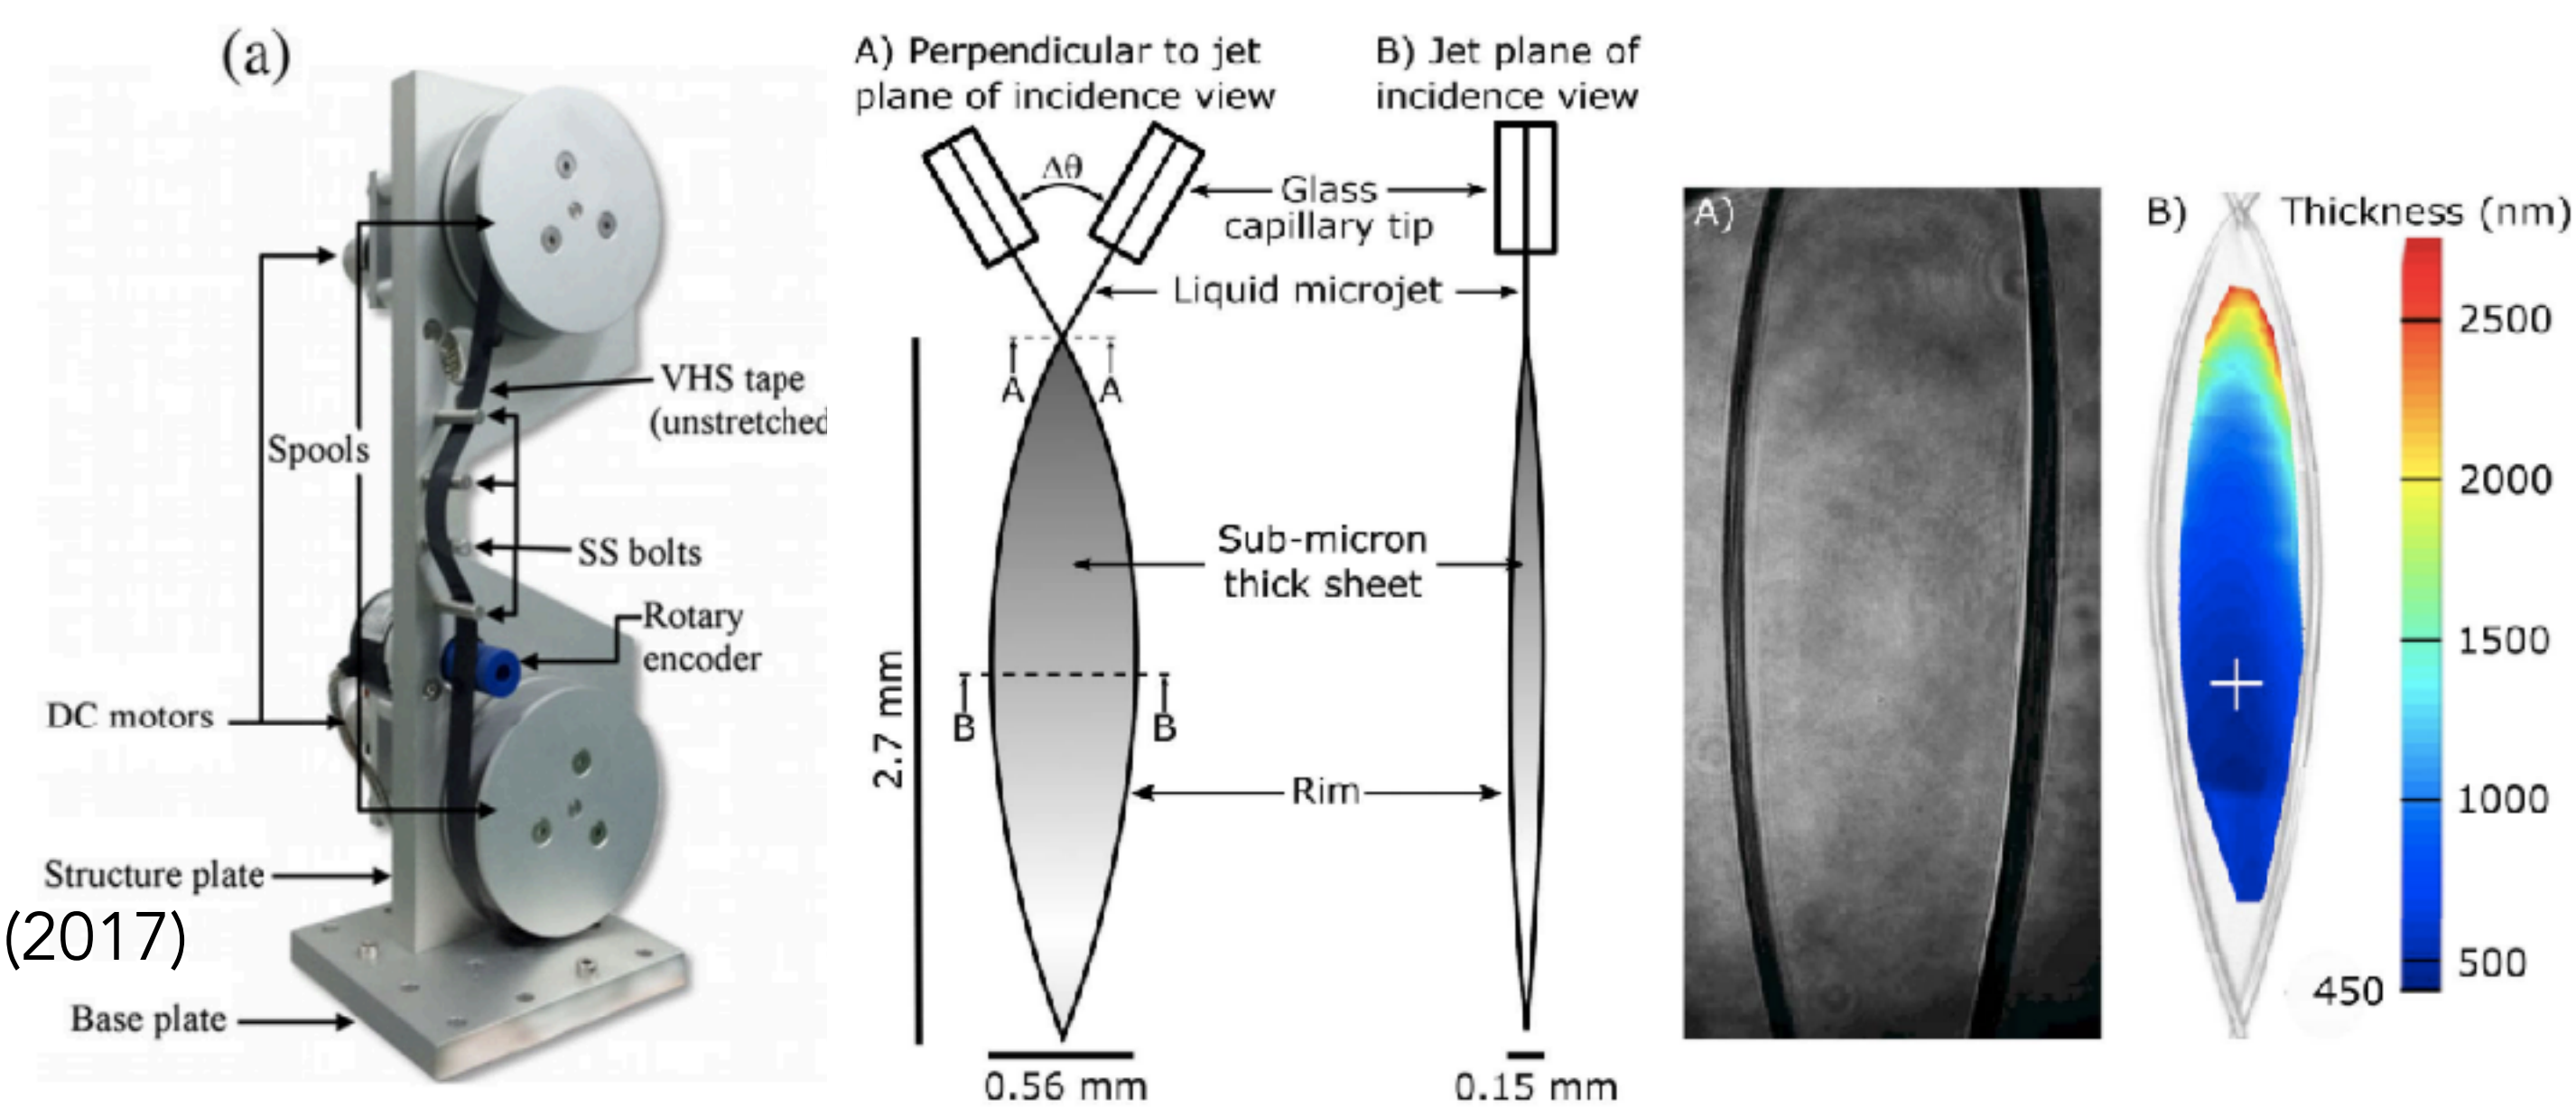 (a)
VHS tape
(unstretched
Spools
SS bolts
Rotary
encoder
DC motors
Structure plate
(2017)
Base plate
A) Perpendicular to jet
plane of incidence view
B) Jet plane of
incidence view
Δθ
Glass
capillary tip
Liquid microjet
A
A
Sub-micron
thick sheet
2.7 mm
B
B
Rim
0.56 mm
0.15 mm
A)
B)
Thickness (nm)
2500
2000
1500
1000
500
450